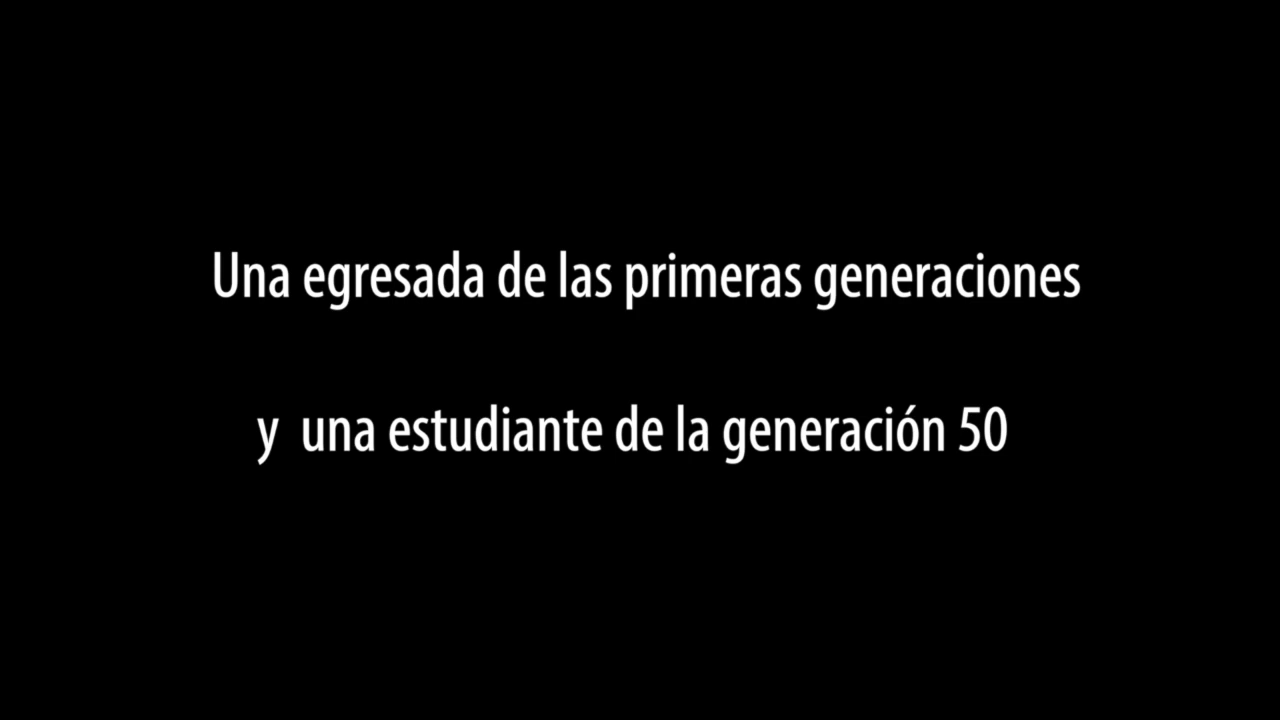 Una egresada de las primeras generaciones
y una estudiante de la generación 50